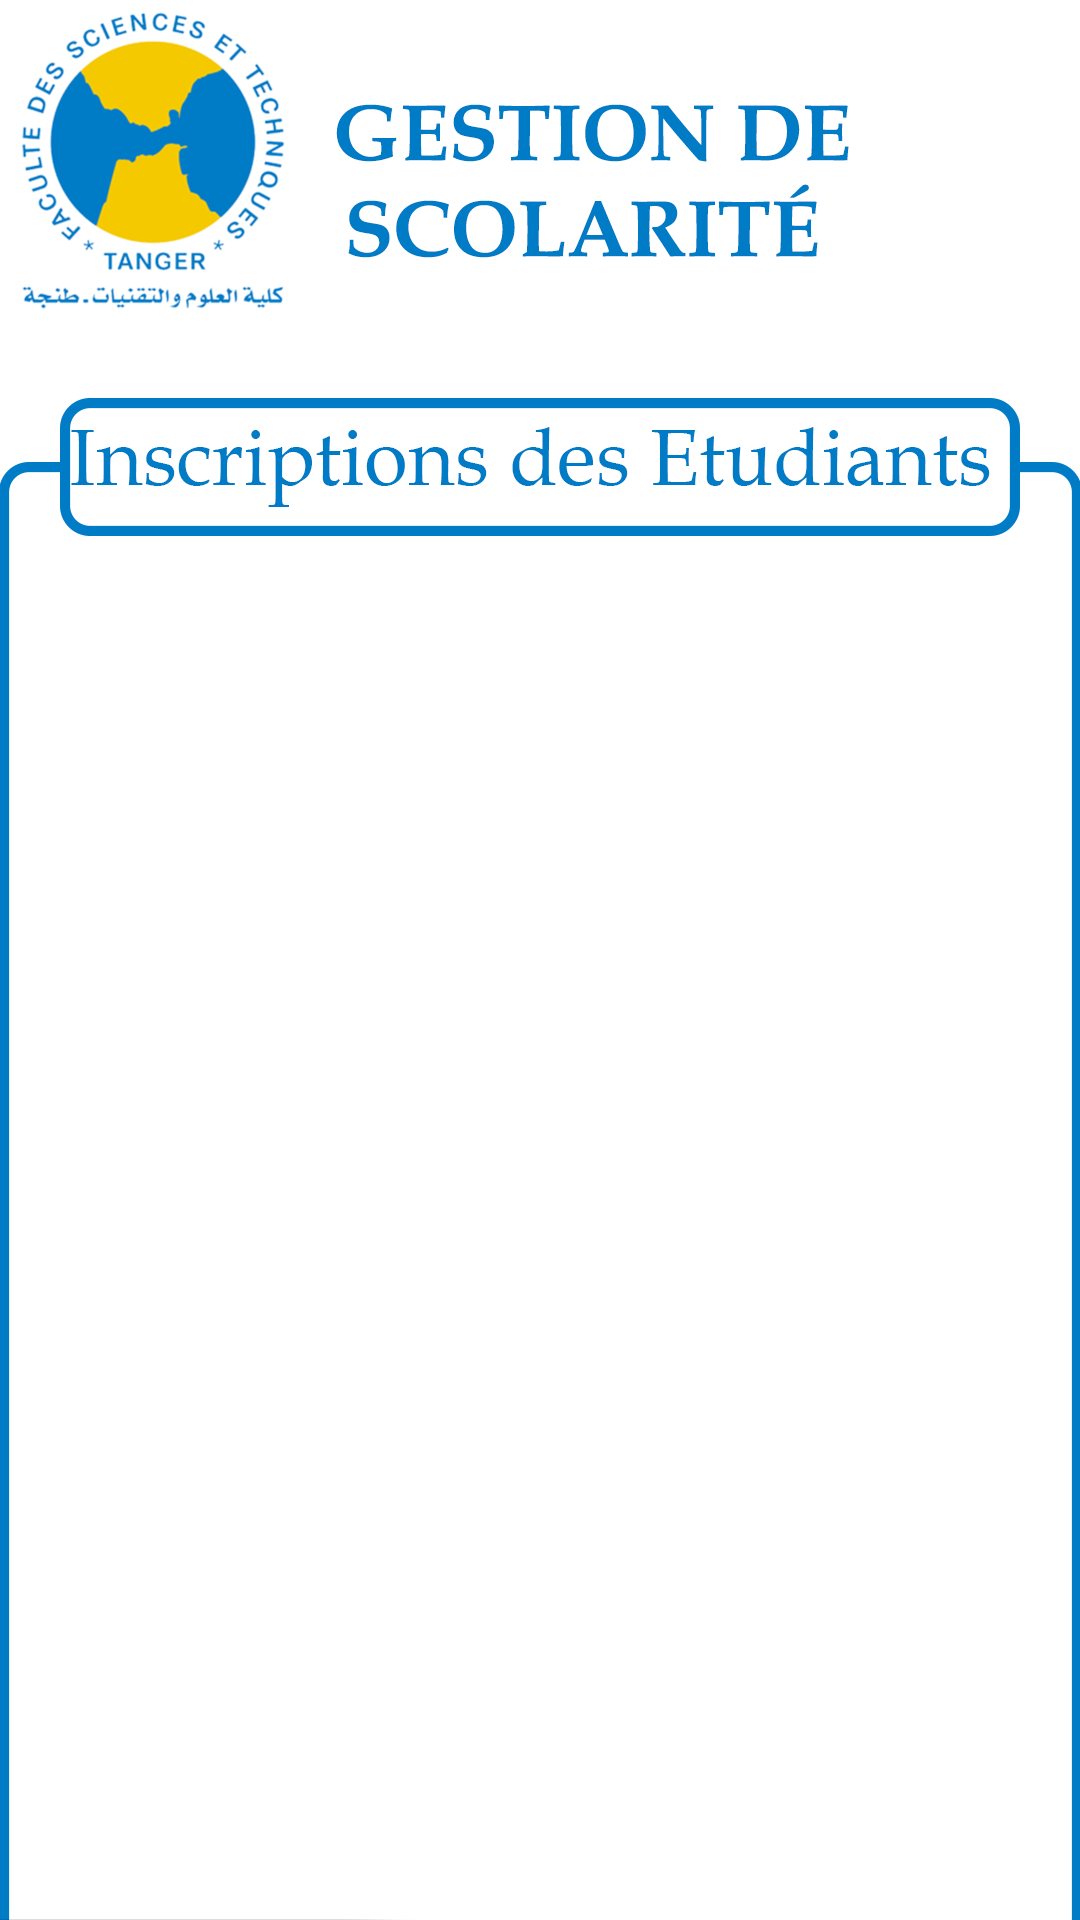 FACULTE DES SCIENCES ET TECHNIQUES
* TANGER *
كلية العلوم والتقنيات ـ طنجة
GESTION DE
SCOLARITÉ
Inscriptions des Etudiants